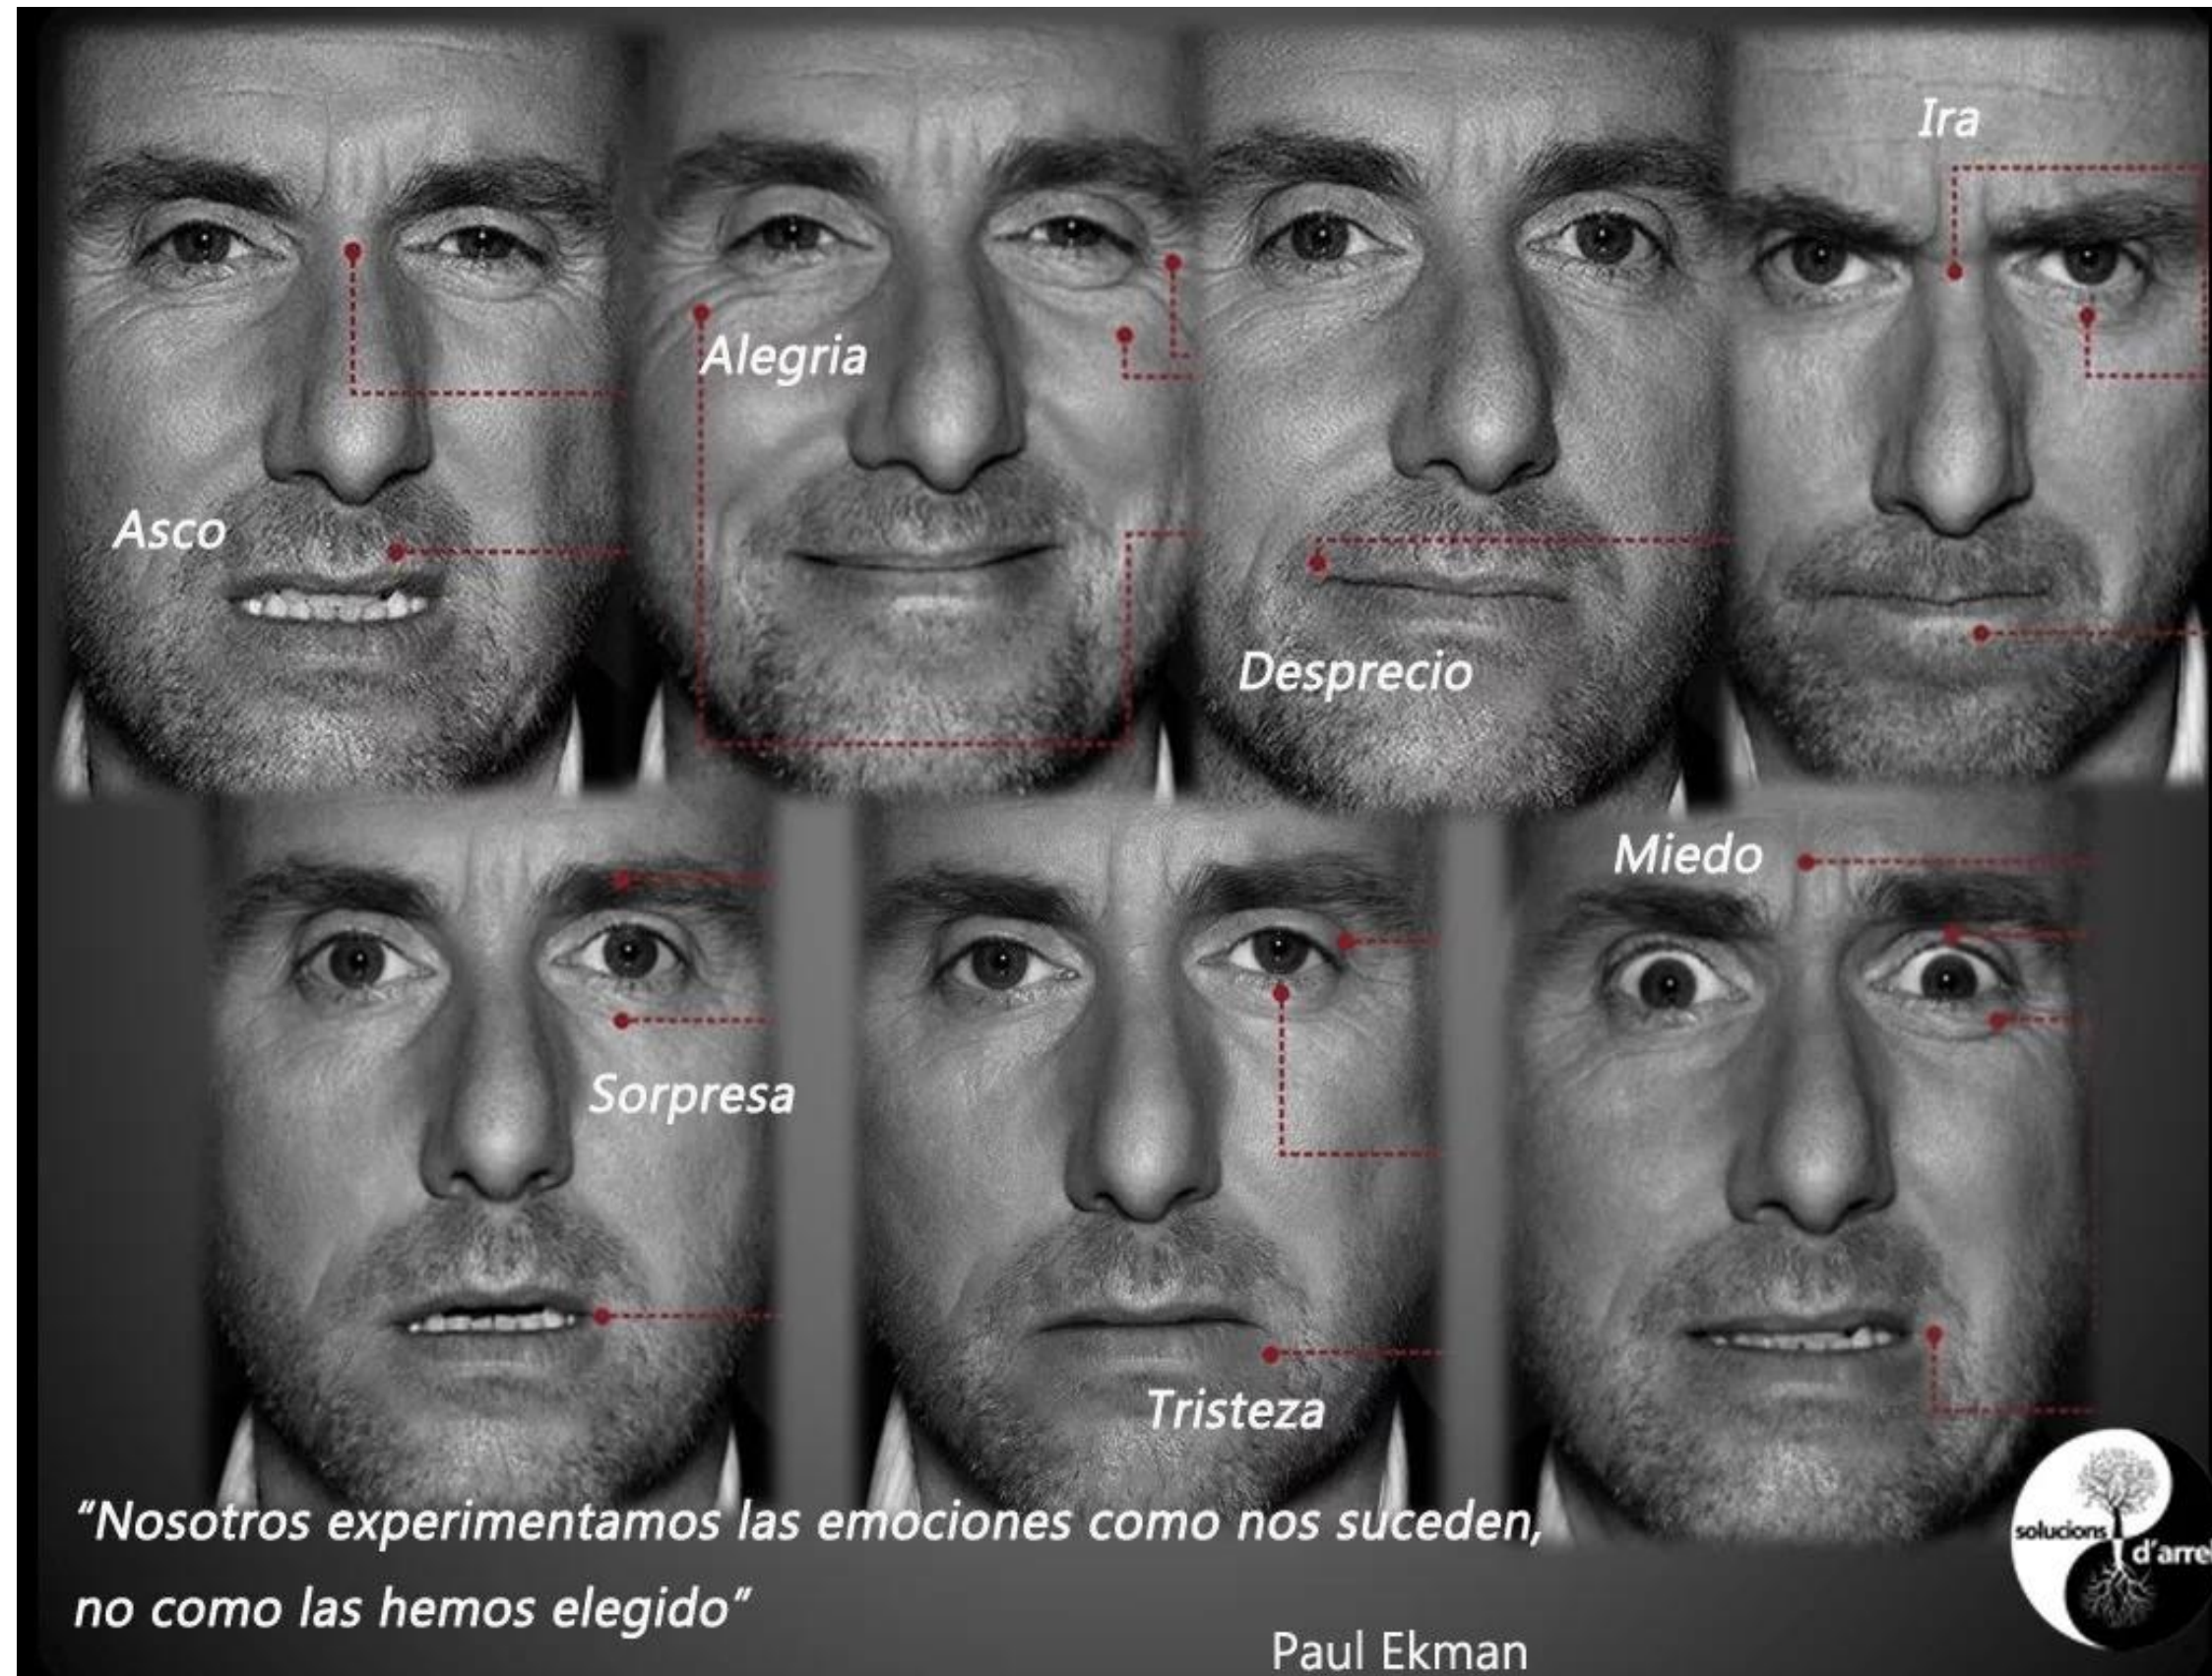 Ira
Alegria
Asco
Desprecio
Miedo
Sorpresa
Tristeza
“Nosotros experimentamos las emociones como nos suceden,
no como las hemos elegido”
Paul Ekman
solucions
d'arrel